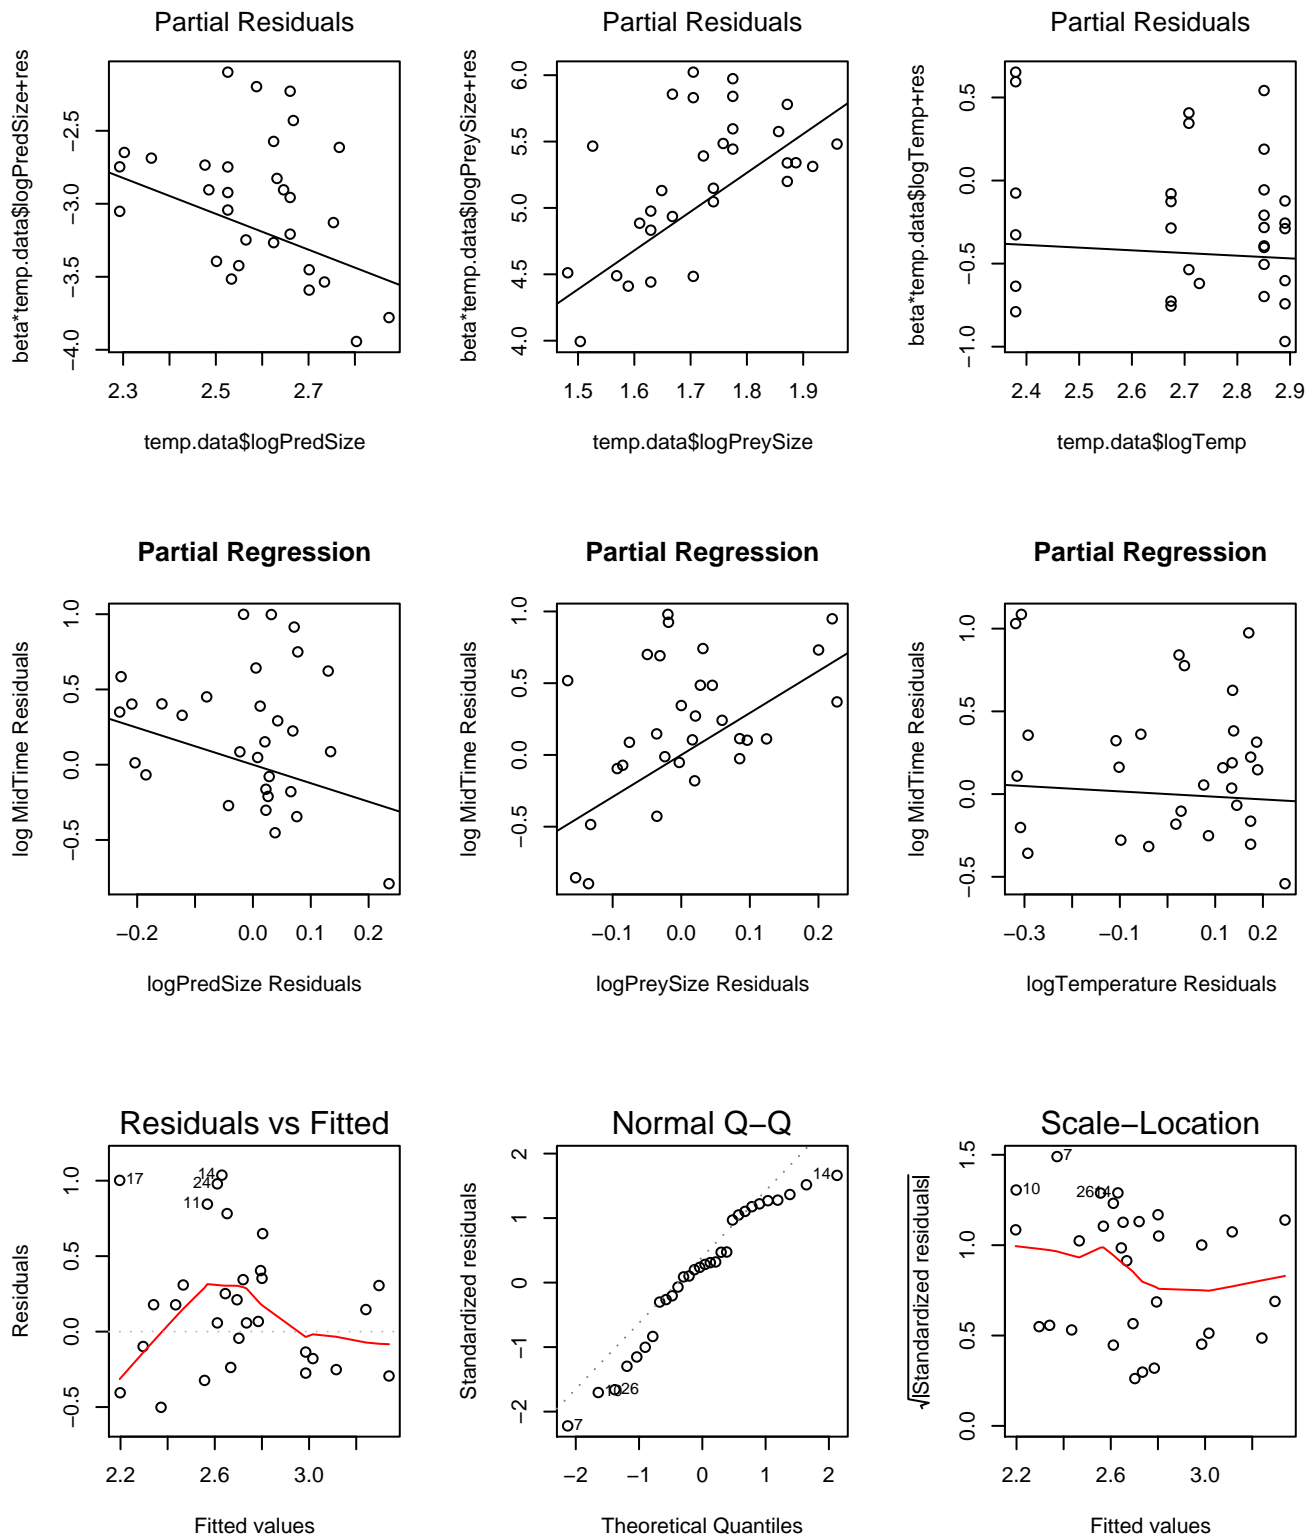 Partial Residuals
beta*temp.data$logPredSize+res
−4.0 −3.5 −3.0 −2.5
2.3 2.5 2.7
temp.data$logPredSize
Partial Residuals
beta*temp.data$logPreySize+res
4.0 4.5 5.0 5.5 6.0
1.5 1.6 1.7 1.8 1.9
temp.data$logPreySize
Partial Residuals
beta*temp.data$logTemp+res
−1.0 −0.5 0.0 0.5
2.4 2.5 2.6 2.7 2.8 2.9
temp.data$logTemp
Partial Regression
log MidTime Residuals
−0.5 0.0 0.5 1.0
−0.2 0.0 0.1 0.2
logPredSize Residuals
Partial Regression
log MidTime Residuals
−0.5 0.0 0.5 1.0
−0.1 0.0 0.1 0.2
logPreySize Residuals
Partial Regression
log MidTime Residuals
−0.5 0.0 0.5 1.0
−0.3 −0.1 0.1 0.2
logTemperature Residuals
Residuals vs Fitted
Residuals
−0.5 0.0 0.5 1.0
17
14
24
11
2.2 2.6 3.0
Fitted values
Normal Q−Q
Standardized residuals
−2 −1 0 1 2
14
10
26
7
−2 −1 0 1 2
Theoretical Quantiles
Scale−Location
√|Standardized residuals|
0.0 0.5 1.0 1.5
7
10
26
14
2.2 2.6 3.0
Fitted values